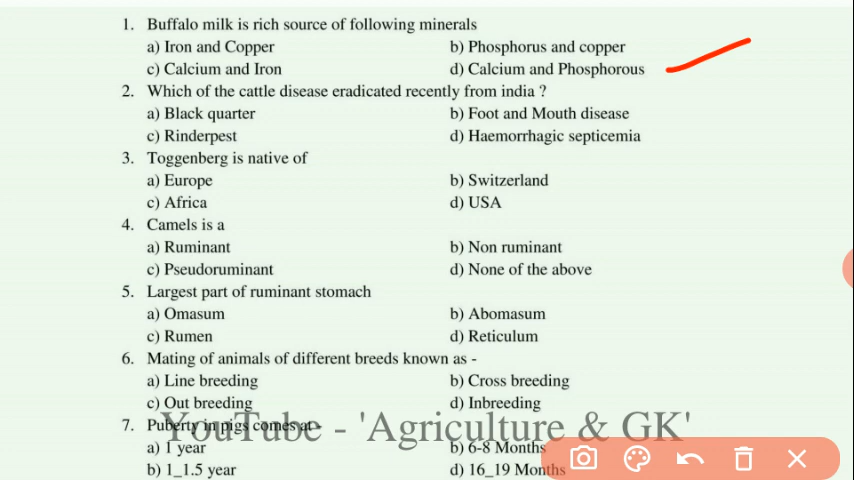 1. Buffalo milk is rich source of following minerals
a) Iron and Copper b) Phosphorus and copper
c) Calcium and Iron d) Calcium and Phosphorous
2. Which of the cattle disease eradicated recently from india ?
a) Black quarter b) Foot and Mouth disease
c) Rinderpest d) Haemorrhagic septicemia
3. Toggenberg is native of
a) Europe b) Switzerland
c) Africa d) USA
4. Camels is a
a) Ruminant b) Non ruminant
c) Pseudoruminant d) None of the above
5. Largest part of ruminant stomach
a) Omasum b) Abomasum
c) Rumen d) Reticulum
6. Mating of animals of different breeds known as -
a) Line breeding b) Cross breeding
c) Out breeding d) Inbreeding
7. Puberty in pigs comes at-
YouTube - 'Agriculture & GK'
a) 1 year b) 6-8 Months
b) 1_1.5 year d) 16_19 Months